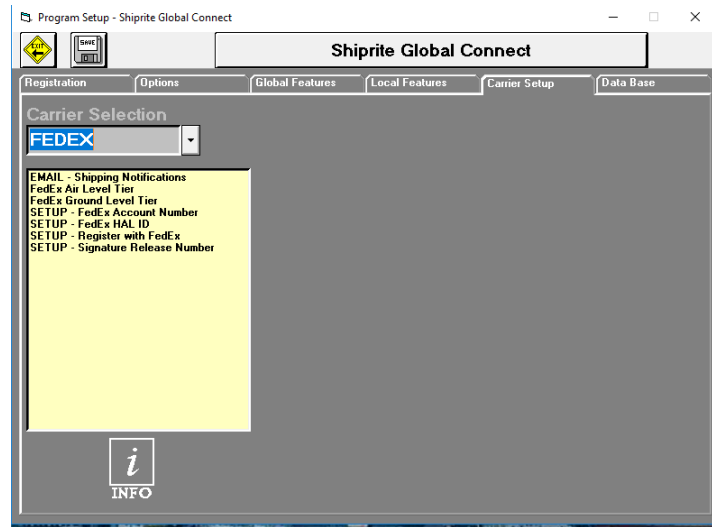 Program Setup - Shiprite Global Connect
EXIT
SAVE
Shiprite Global Connect
Registration
Options
Global Features
Local Features
Carrier Setup
Data Base
Carrier Selection
FEDEX
EMAIL - Shipping Notifications
FedEx Air Level Tier
FedEx Ground Level Tier
SETUP - FedEx Account Number
SETUP - FedEx HAL ID
SETUP - Register with FedEx
SETUP - Signature Release Number
i
INFO